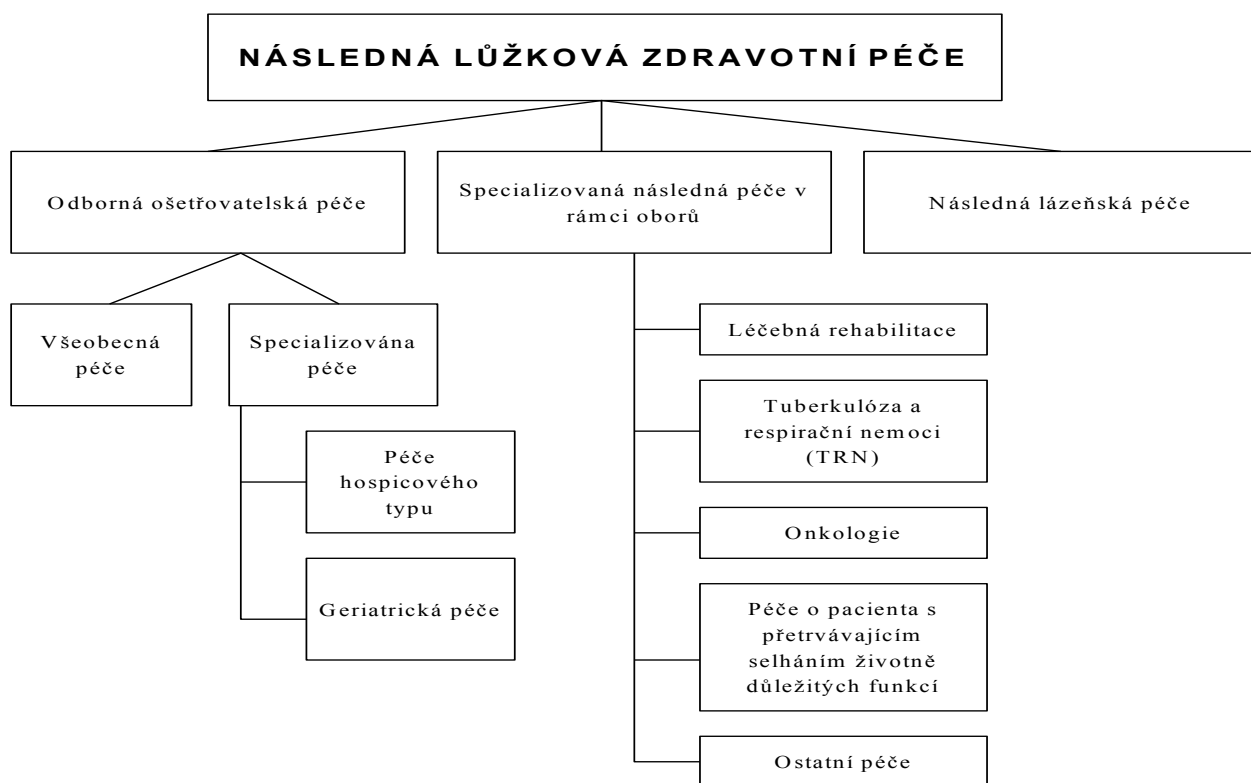 NÁSLEDNÁ LŮŽKOVÁ ZDRAVOTNÍ PÉČE
Odborná ošetřovatelská péče
Specializovaná následná péče v
rámci oborů
Následná lázeňská péče
Všeobecná
péče
Specializována
péče
Léčebná rehabilitace
Tuberkulóza a
respirační nemoci
(TRN)
Péče
hospicového
typu
Onkologie
Geriatrická péče
Péče o pacienta s
přetrvávajícím
selháním životně
důležitých funkcí
Ostatní péče